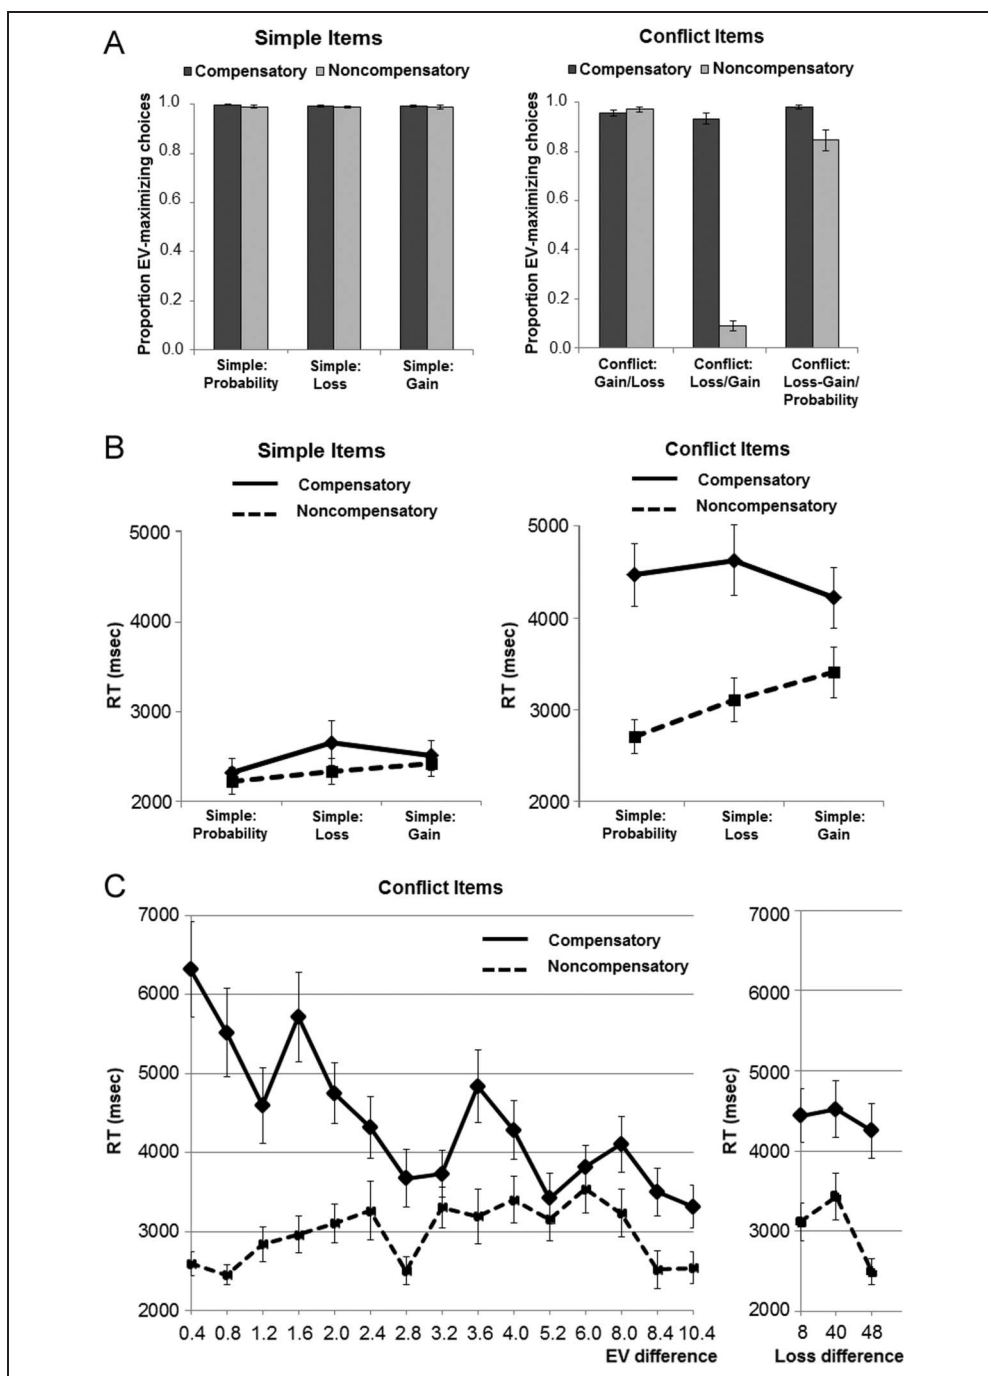 A
Simple Items
Compensatory Noncompensatory
Proportion EV-maximizing choices
1.0
0.8
0.6
0.4
0.2
0.0
Simple: Probability
Simple: Loss
Simple: Gain
Conflict Items
Compensatory Noncompensatory
Proportion EV-maximizing choices
1.0
0.8
0.6
0.4
0.2
0.0
Conflict: Gain/Loss
Conflict: Loss/Gain
Conflict: Loss-Gain/ Probability
B
Simple Items
Compensatory
Noncompensatory
RT (msec)
5000
4000
3000
2000
Simple: Probability
Simple: Loss
Simple: Gain
Conflict Items
Compensatory
Noncompensatory
RT (msec)
5000
4000
3000
2000
Simple: Probability
Simple: Loss
Simple: Gain
C
Conflict Items
Compensatory
Noncompensatory
RT (msec)
7000
6000
5000
4000
3000
2000
0.4 0.8 1.2 1.6 2.0 2.4 2.8 3.2 3.6 4.0 5.2 6.0 8.0 8.4 10.4
EV difference
RT (msec)
7000
6000
5000
4000
3000
2000
8 40 48
Loss difference